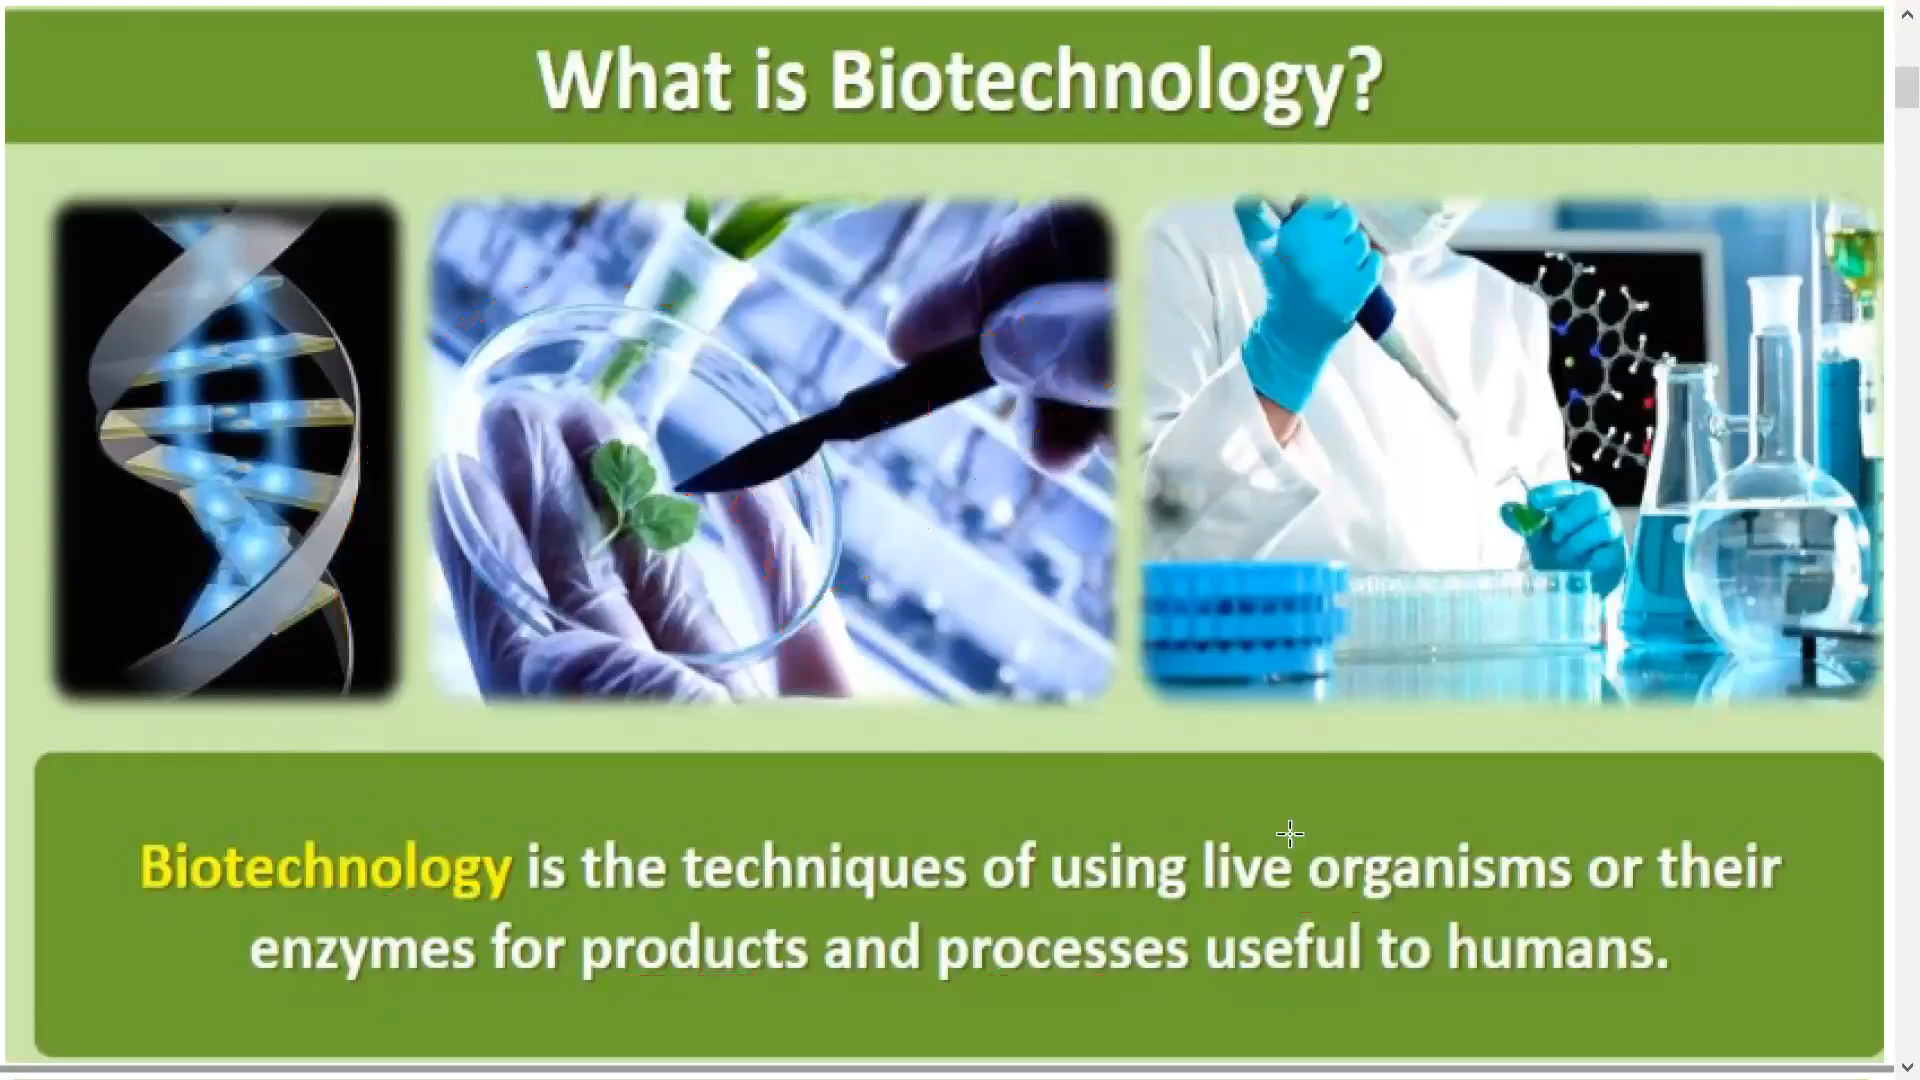 What is Biotechnology?
Biotechnology is the techniques of using live organisms or their
enzymes for products and processes useful to humans.